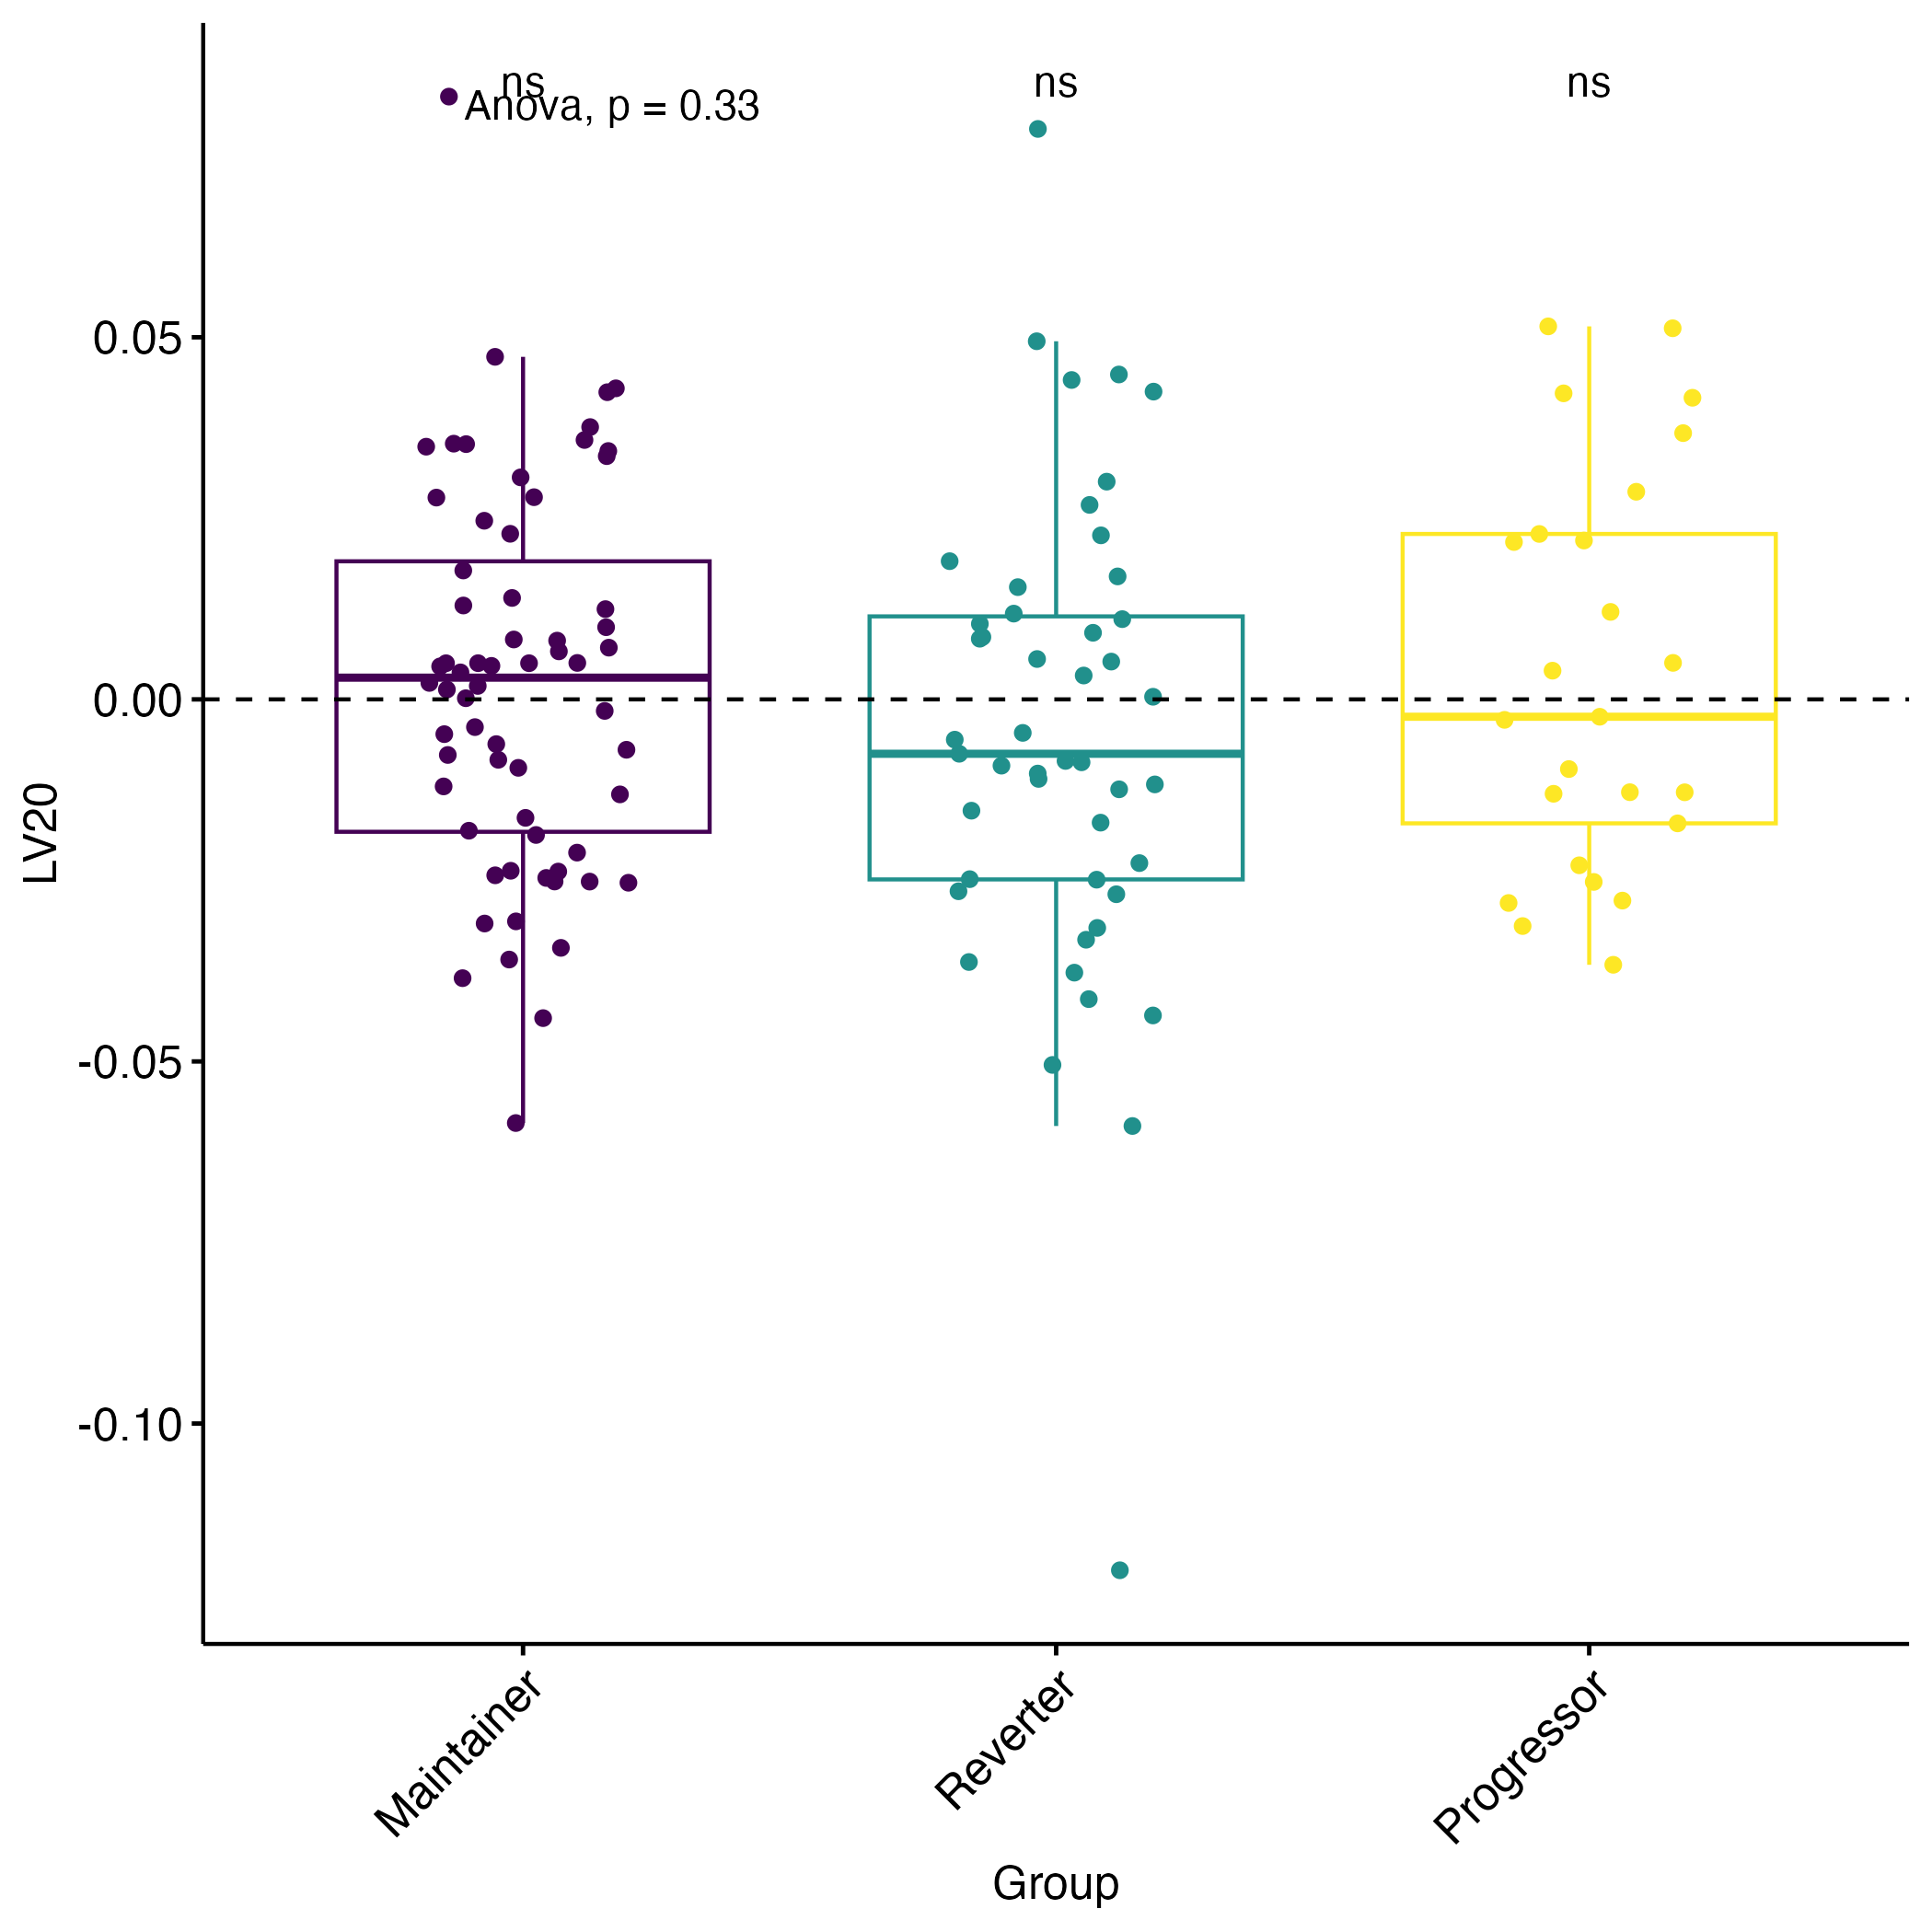 ns ns ns
Anova, p = 0.33
0.05
0.00
-0.05
-0.10
LV20
Maintainer Reverter Progressor
Group